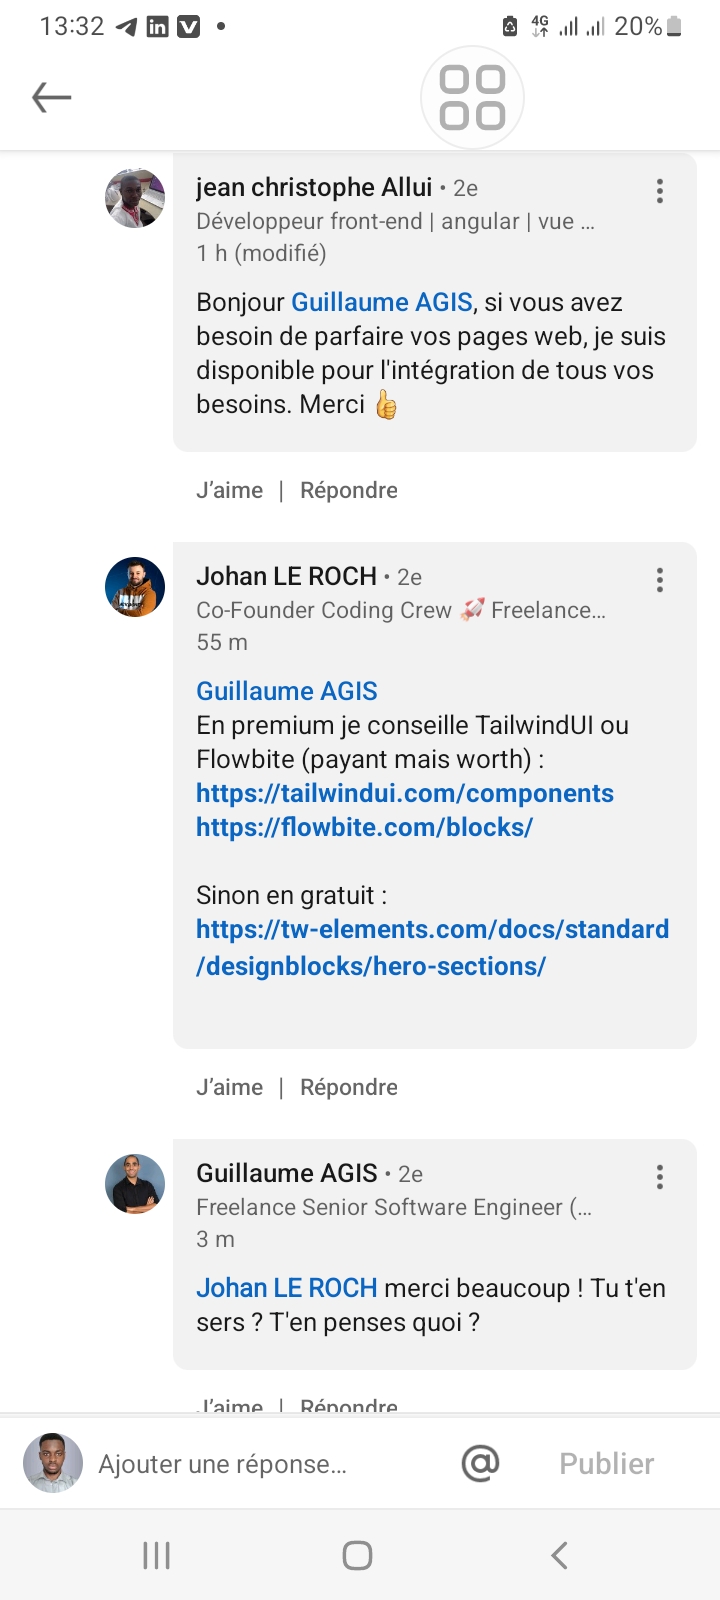 13:32
4G
20%
jean christophe Allui • 2e
Développeur front-end | angular | vue ...
1 h (modifié)
Bonjour Guillaume AGIS, si vous avez
besoin de parfaire vos pages web, je suis
disponible pour l'intégration de tous vos
besoins. Merci 👍
J’aime | Répondre
Johan LE ROCH • 2e
Co-Founder Coding Crew 🚀 Freelance...
55 m
Guillaume AGIS
En premium je conseille TailwindUI ou
Flowbite (payant mais worth) :
https://tailwindui.com/components
https://flowbite.com/blocks/
Sinon en gratuit :
https://tw-elements.com/docs/standard
/designblocks/hero-sections/
J’aime | Répondre
Guillaume AGIS • 2e
Freelance Senior Software Engineer (...
3 m
Johan LE ROCH merci beaucoup ! Tu t'en
sers ? T'en penses quoi ?
J’aime | Répondre
Ajouter une réponse...
@
Publier